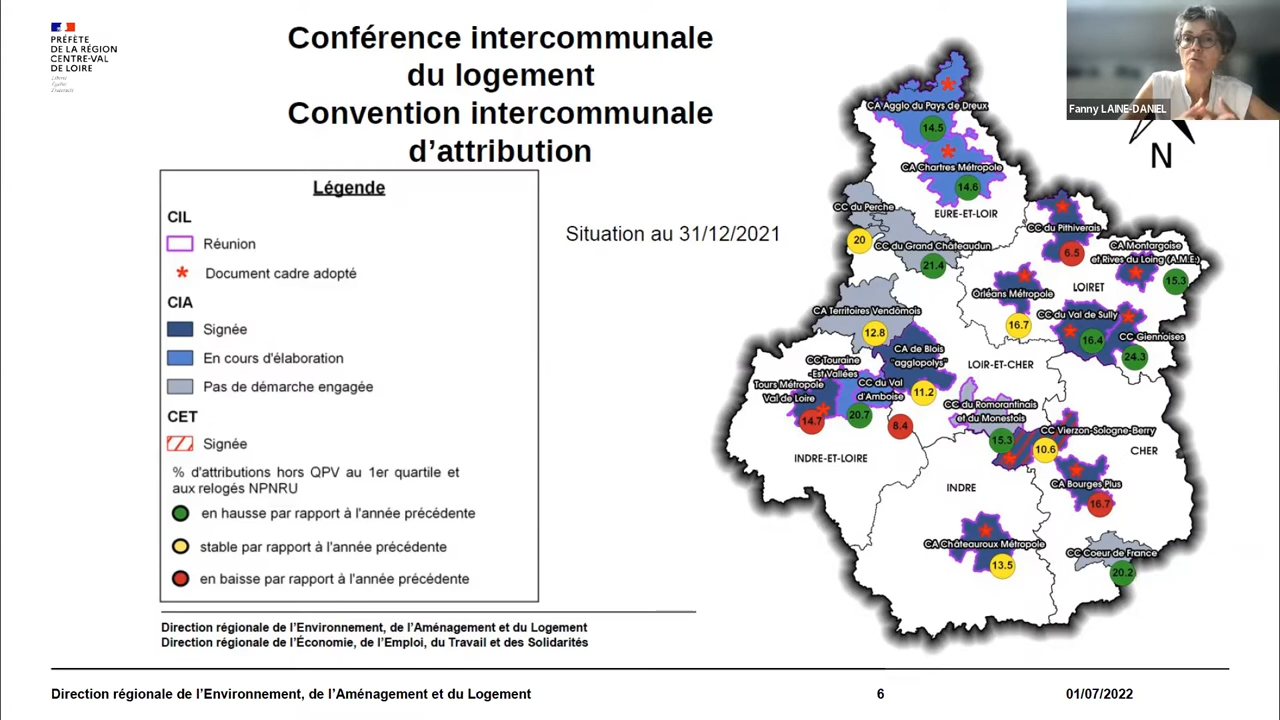 PRÉFÈTE
DE LA RÉGION
CENTRE-VAL
DE LOIRE
Liberté
Égalité
Fraternité
Conférence intercommunale
du logement
Convention intercommunale
d’attribution
Fanny LAINE-DANIEL
N
Situation au 31/12/2021
Légende
CIL
Réunion
Document cadre adopté
CIA
Signée
En cours d'élaboration
Pas de démarche engagée
CET
Signée
% d'attributions hors QPV au 1er quartile et
aux relogés NPNRU
en hausse par rapport à l'année précédente
stable par rapport à l'année précédente
en baisse par rapport à l'année précédente
CA Agglo du Pays de Dreux
14.5
CA Chartres Métropole
14.6
EURE-ET-LOIR
CC du Perche
20
CC du Grand Châteaudun
21.4
CC du Pithiverais
6.5
CA Montargoise
et Rives du Loing (A.M.E)
15.3
LOIRET
Orléans Métropole
16.7
CC du Val de Sully
16.4
CC Giennoises
24.3
CA Territoires Vendômois
12.8
CA de Blois
"agglopolys"
11.2
LOIR-ET-CHER
CC Touraine
-Est Vallées
20.7
Tours Métropole
Val de Loire
14.7
CC du Val
d'Amboise
8.4
CC du Romorantinais
et du Monestois
15.3
CC Vierzon-Sologne-Berry
10.6
CHER
INDRE-ET-LOIRE
INDRE
CA Bourges Plus
16.7
CA Châteauroux Métropole
13.5
CC Coeur de France
20.2
Direction régionale de l’Environnement, de l’Aménagement et du Logement
Direction régionale de l’Économie, de l’Emploi, du Travail et des Solidarités
Direction régionale de l’Environnement, de l’Aménagement et du Logement
6
01/07/2022